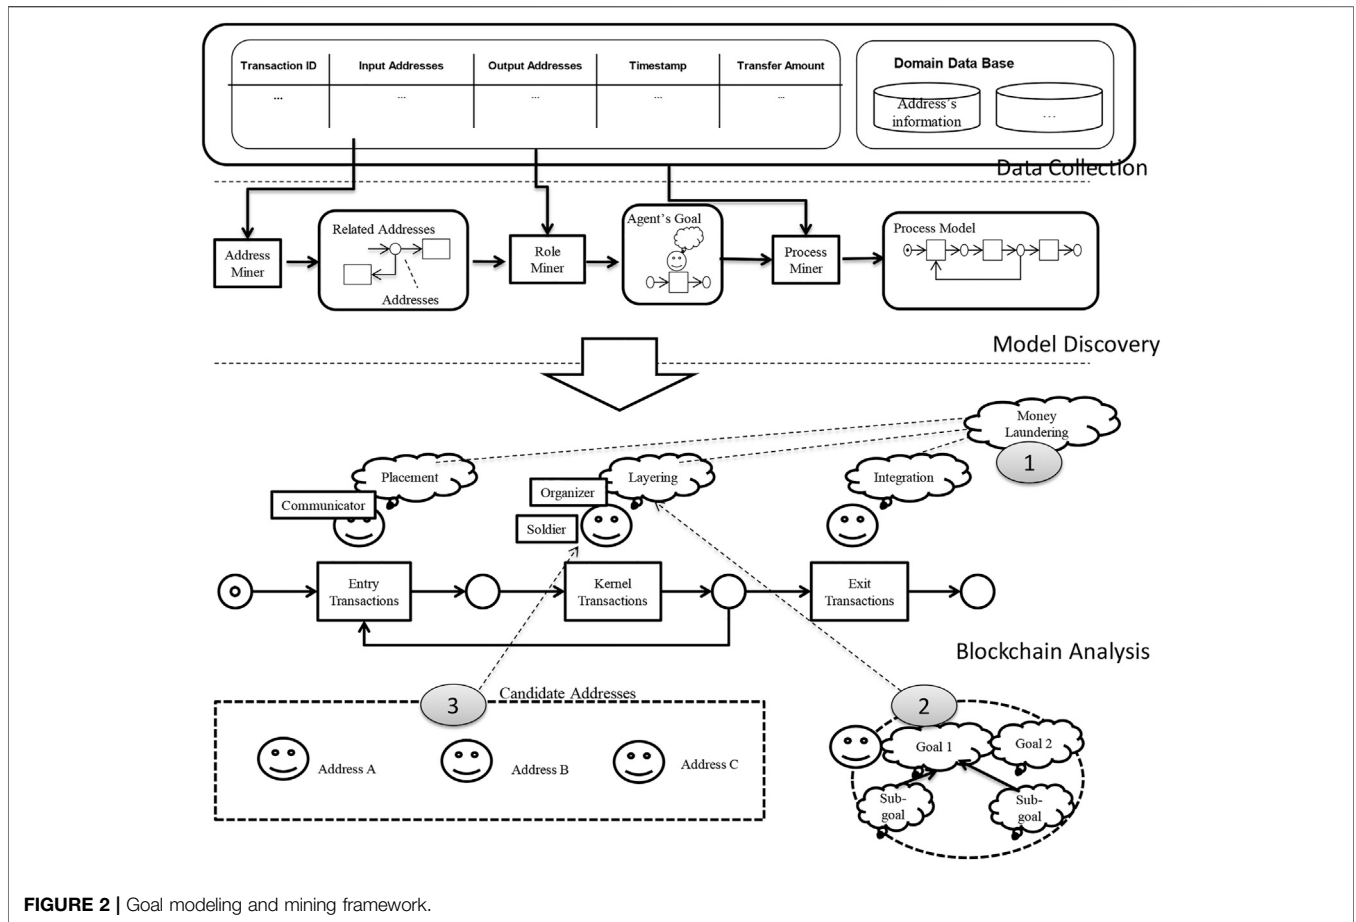 Transaction ID Input Addresses Output Addresses Timestamp Transfer Amount
... ... ... ... ...
Domain Data Base
Address's
information
...
Data Collection
Address
Miner
Related Addresses
Addresses
Role
Miner
Agent's Goal
Process
Miner
Process Model
Model Discovery
Money
Laundering
1
Placement
Communicator
Layering
Organizer
Soldier
Integration
Entry
Transactions
Kernel
Transactions
Exit
Transactions
Blockchain Analysis
3
Candidate Addresses
Address A
Address B
Address C
2
Goal 1
Goal 2
Sub-
goal
Sub-
goal
FIGURE 2 | Goal modeling and mining framework.